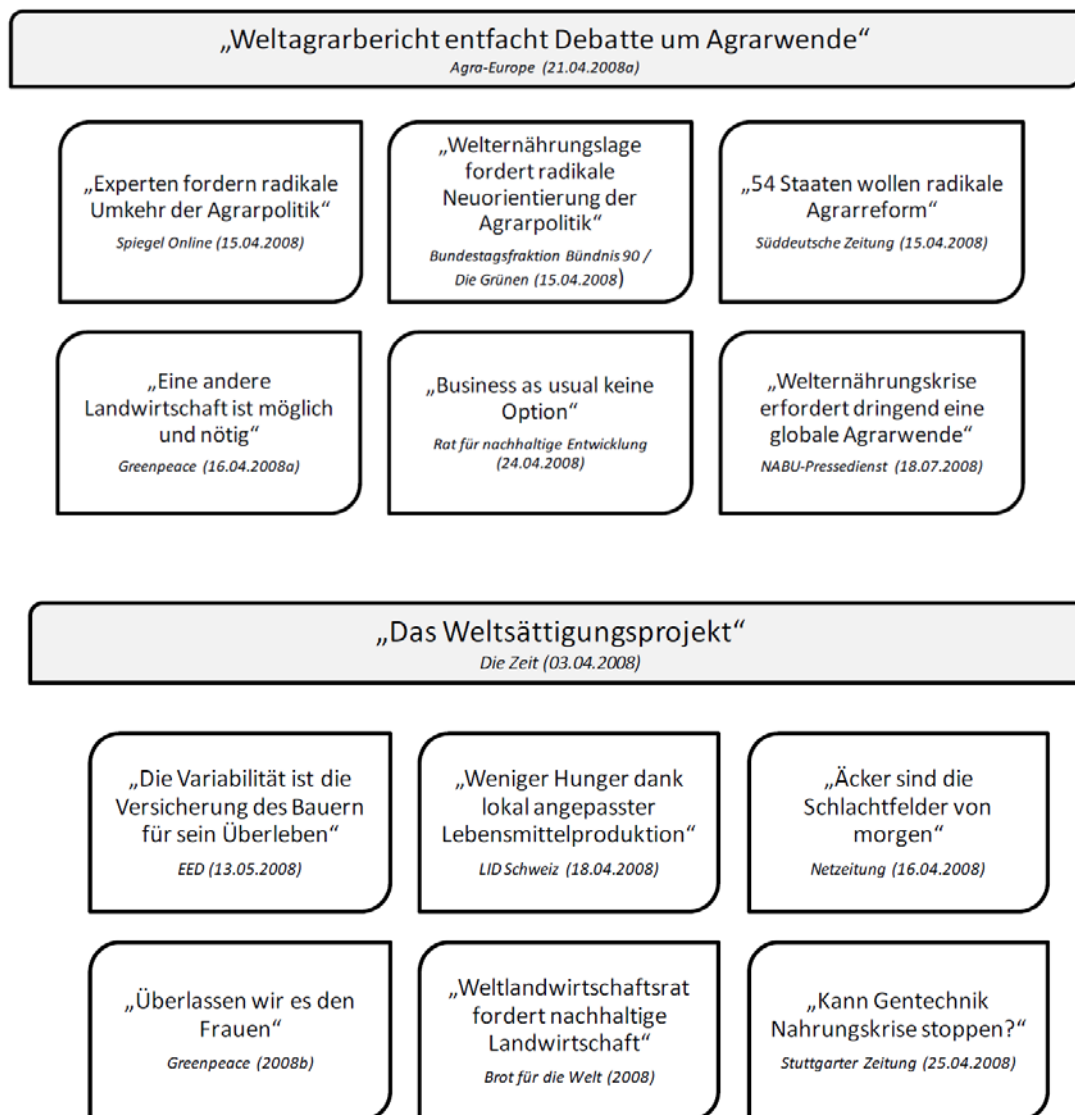 „Weltagrarbericht entfacht Debatte um Agrarwende“
Agra-Europe (21.04.2008a)
„Experten fordern radikale
Umkehr der Agrarpolitik“
Spiegel Online (15.04.2008)
„Welternährungslage
fordert radikale
Neuorientierung der
Agrarpolitik“
Bundestagsfraktion Bündnis 90 /
Die Grünen (15.04.2008)
„54 Staaten wollen radikale
Agrarreform“
Süddeutsche Zeitung (15.04.2008)
„Eine andere
Landwirtschaft ist möglich
und nötig“
Greenpeace (16.04.2008a)
„Business as usual keine
Option“
Rat für nachhaltige Entwicklung
(24.04.2008)
„Welternährungskrise
erfordert dringend eine
globale Agrarwende“
NABU-Pressedienst (18.07.2008)
„Das Weltsättigungsprojekt“
Die Zeit (03.04.2008)
„Die Variabilität ist die
Versicherung des Bauern
für sein Überleben“
EED (13.05.2008)
„Weniger Hunger dank
lokal angepasster
Lebensmittelproduktion“
LID Schweiz (18.04.2008)
„Äcker sind die
Schlachtfelder von
morgen“
Netzeitung (16.04.2008)
„Überlassen wir es den
Frauen“
Greenpeace (2008b)
„Weltlandwirtschaftsrat
fordert nachhaltige
Landwirtschaft“
Brot für die Welt (2008)
„Kann Gentechnik
Nahrungskrise stoppen?“
Stuttgarter Zeitung (25.04.2008)